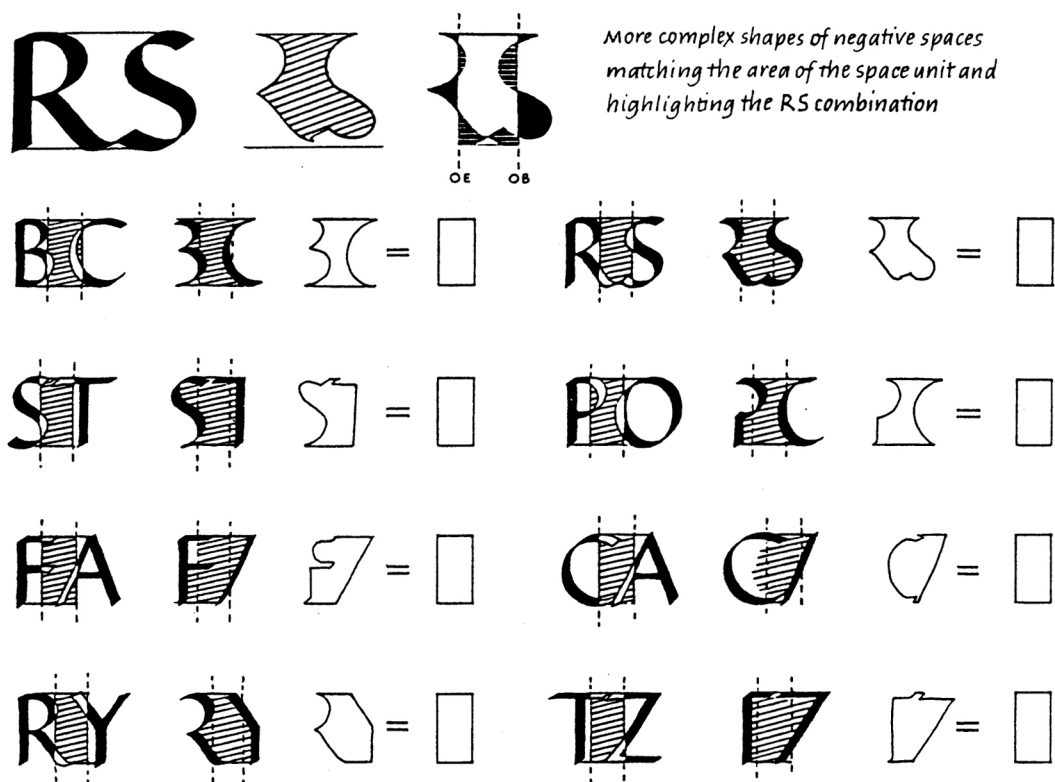 RS
More complex shapes of negative spaces
matching the area of the space unit and
highlighting the RS combination
OE OB
BC = RS =
ST = PO =
FA = CA =
RY = TZ =